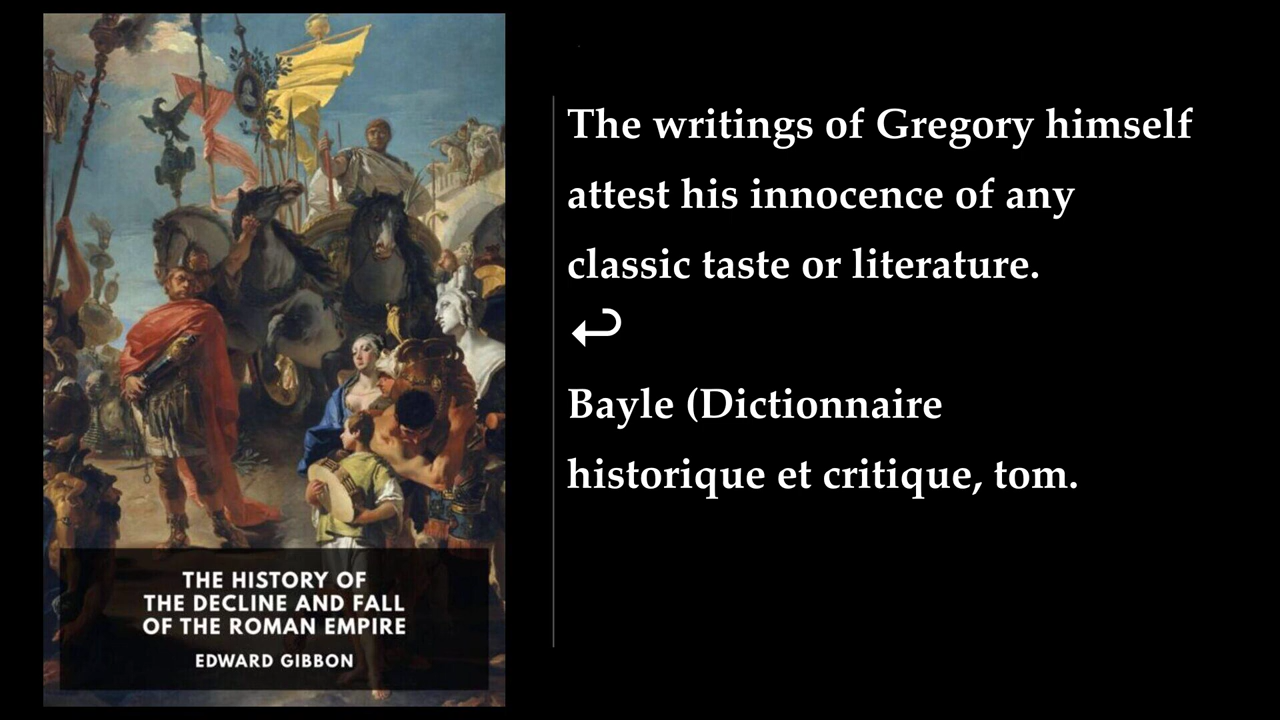 THE HISTORY OF
THE DECLINE AND FALL
OF THE ROMAN EMPIRE
EDWARD GIBBON
The writings of Gregory himself
attest his innocence of any
classic taste or literature.
↩
Bayle (Dictionnaire
historique et critique, tom.